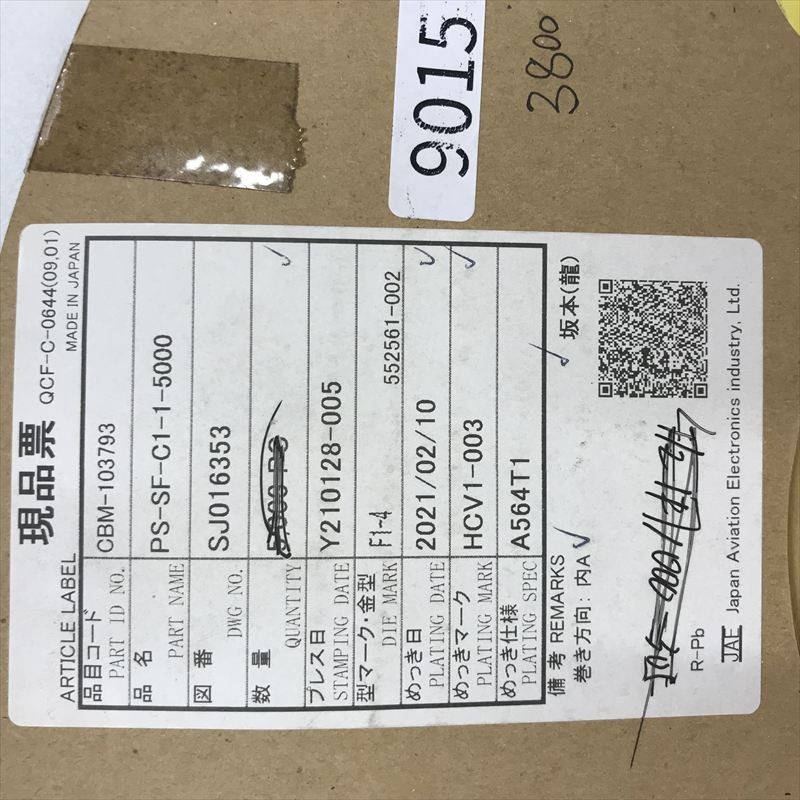 9015
3800
現品票 QCF-C-0644(09,01)
ARTICLE LABEL MADE IN JAPAN
品目コード PART ID NO. CBM-103793
品 名 PART NAME PS-SF-C1-1-5000
図 番 DWG NO. SJ016353
数 量 QUANTITY
プレス日 STAMPING DATE Y210128-005
型マーク・金型 DIE MARK F1-4 552561-002
めっき日 PLATING DATE 2021/02/10
めっきマーク PLATING MARK HCV1-003
めっき仕様 PLATING SPEC A564T1
備 考 REMARKS
巻き方向: 内A 坂本(龍)
R-Pb
JAE Japan Aviation Electronics industry, Ltd.